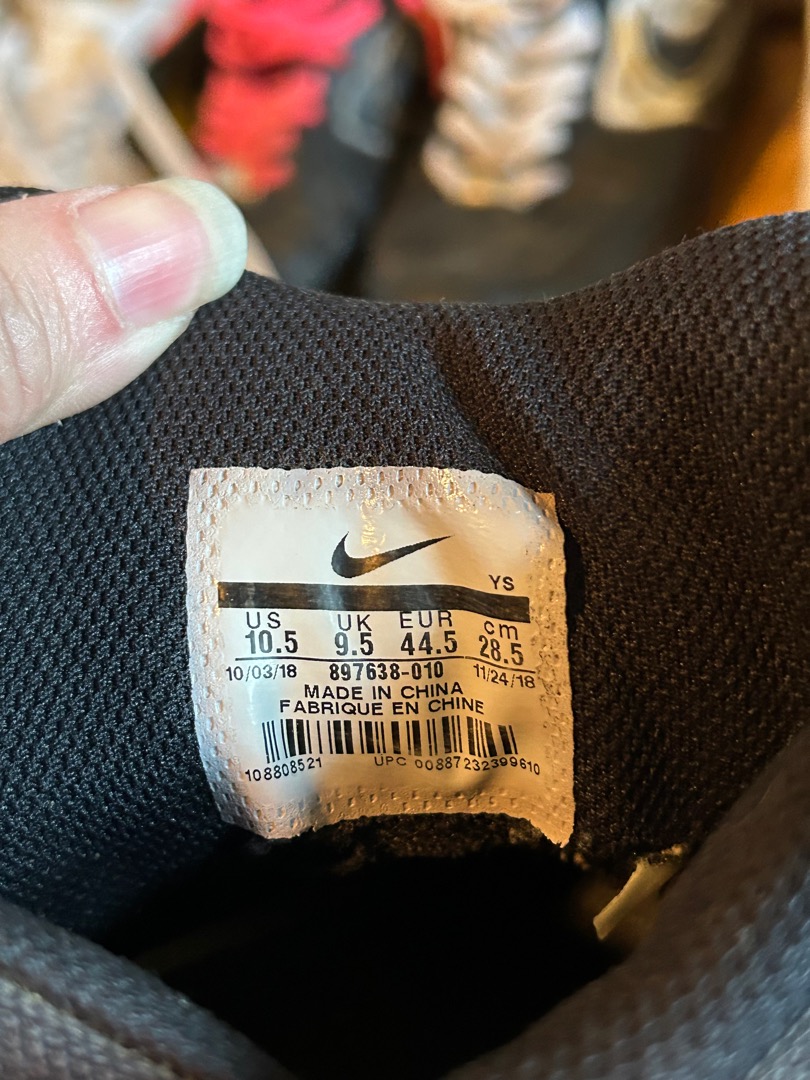 YS
US UK EUR cm
10.5 9.5 44.5 28.5
10/03/18 897638-010 11/24/18
MADE IN CHINA
FABRIQUE EN CHINE
108808521 UPC 00887232399610